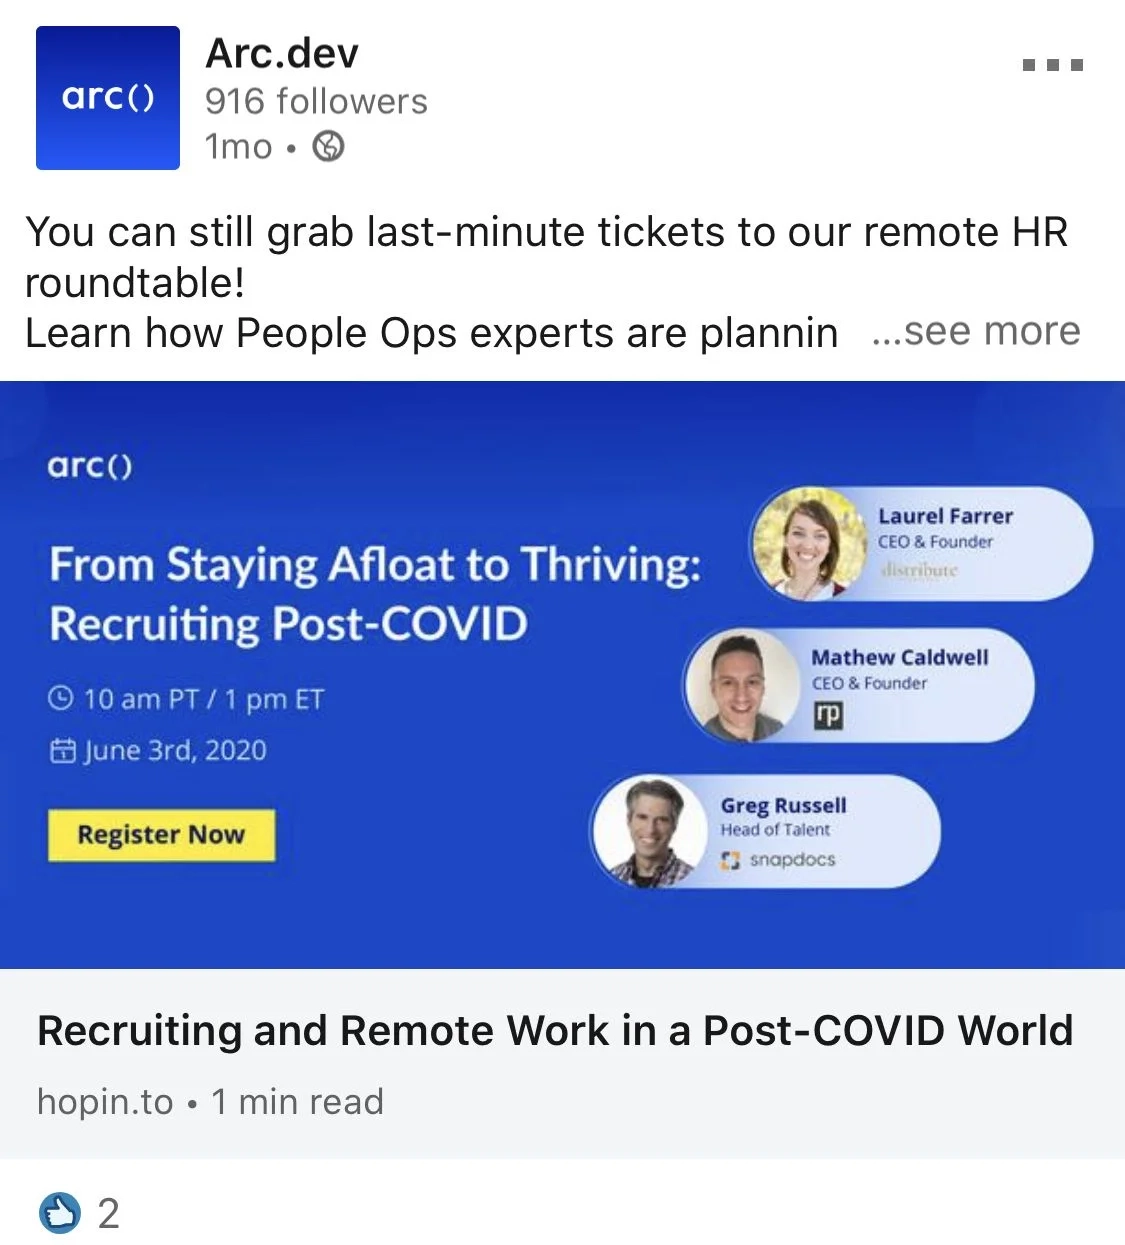 arc()
Arc.dev
916 followers
1mo •
You can still grab last-minute tickets to our remote HR
roundtable!
Learn how People Ops experts are plannin ...see more
arc()
From Staying Afloat to Thriving:
Recruiting Post-COVID
10 am PT / 1 pm ET
June 3rd, 2020
Register Now
Laurel Farrer
CEO & Founder
distribute
Mathew Caldwell
CEO & Founder
rp
Greg Russell
Head of Talent
snapdocs
Recruiting and Remote Work in a Post-COVID World
hopin.to • 1 min read
2